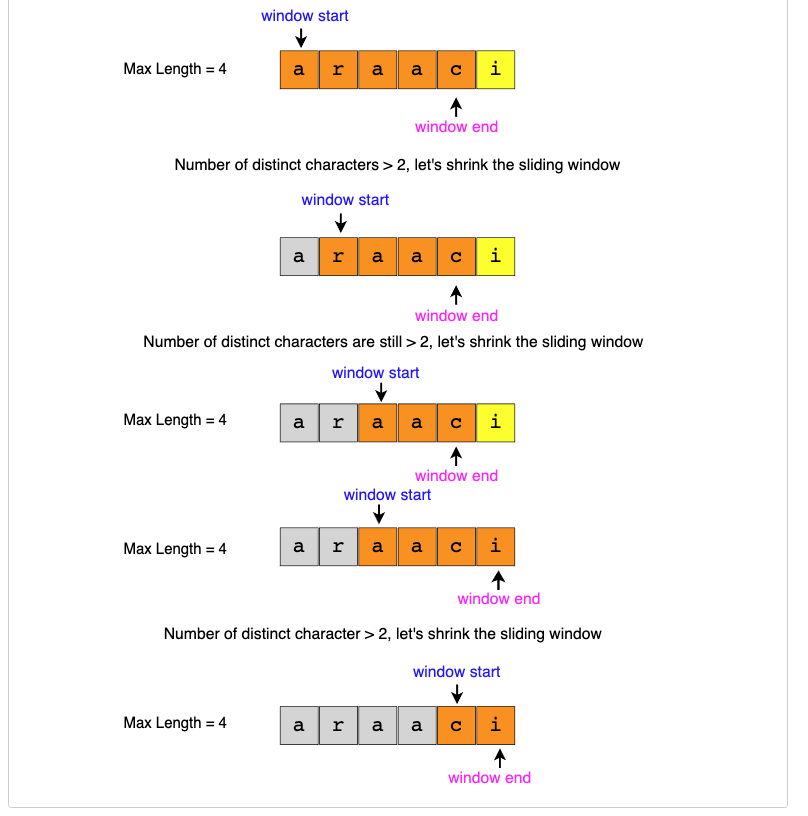 window start
Max Length = 4
a r a a c i
window end
Number of distinct characters > 2, let's shrink the sliding window
window start
a r a a c i
window end
Number of distinct characters are still > 2, let's shrink the sliding window
window start
Max Length = 4
a r a a c i
window end
window start
Max Length = 4
a r a a c i
window end
Number of distinct character > 2, let's shrink the sliding window
window start
Max Length = 4
a r a a c i
window end